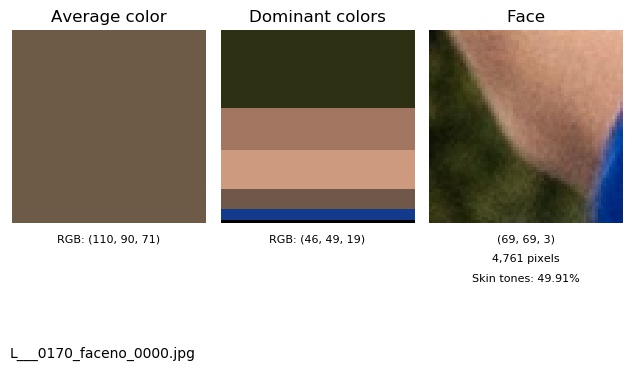 Average color
Dominant colors
Face
RGB: (110, 90, 71)
RGB: (46, 49, 19)
(69, 69, 3)
4,761 pixels
Skin tones: 49.91%
L___0170_faceno_0000.jpg